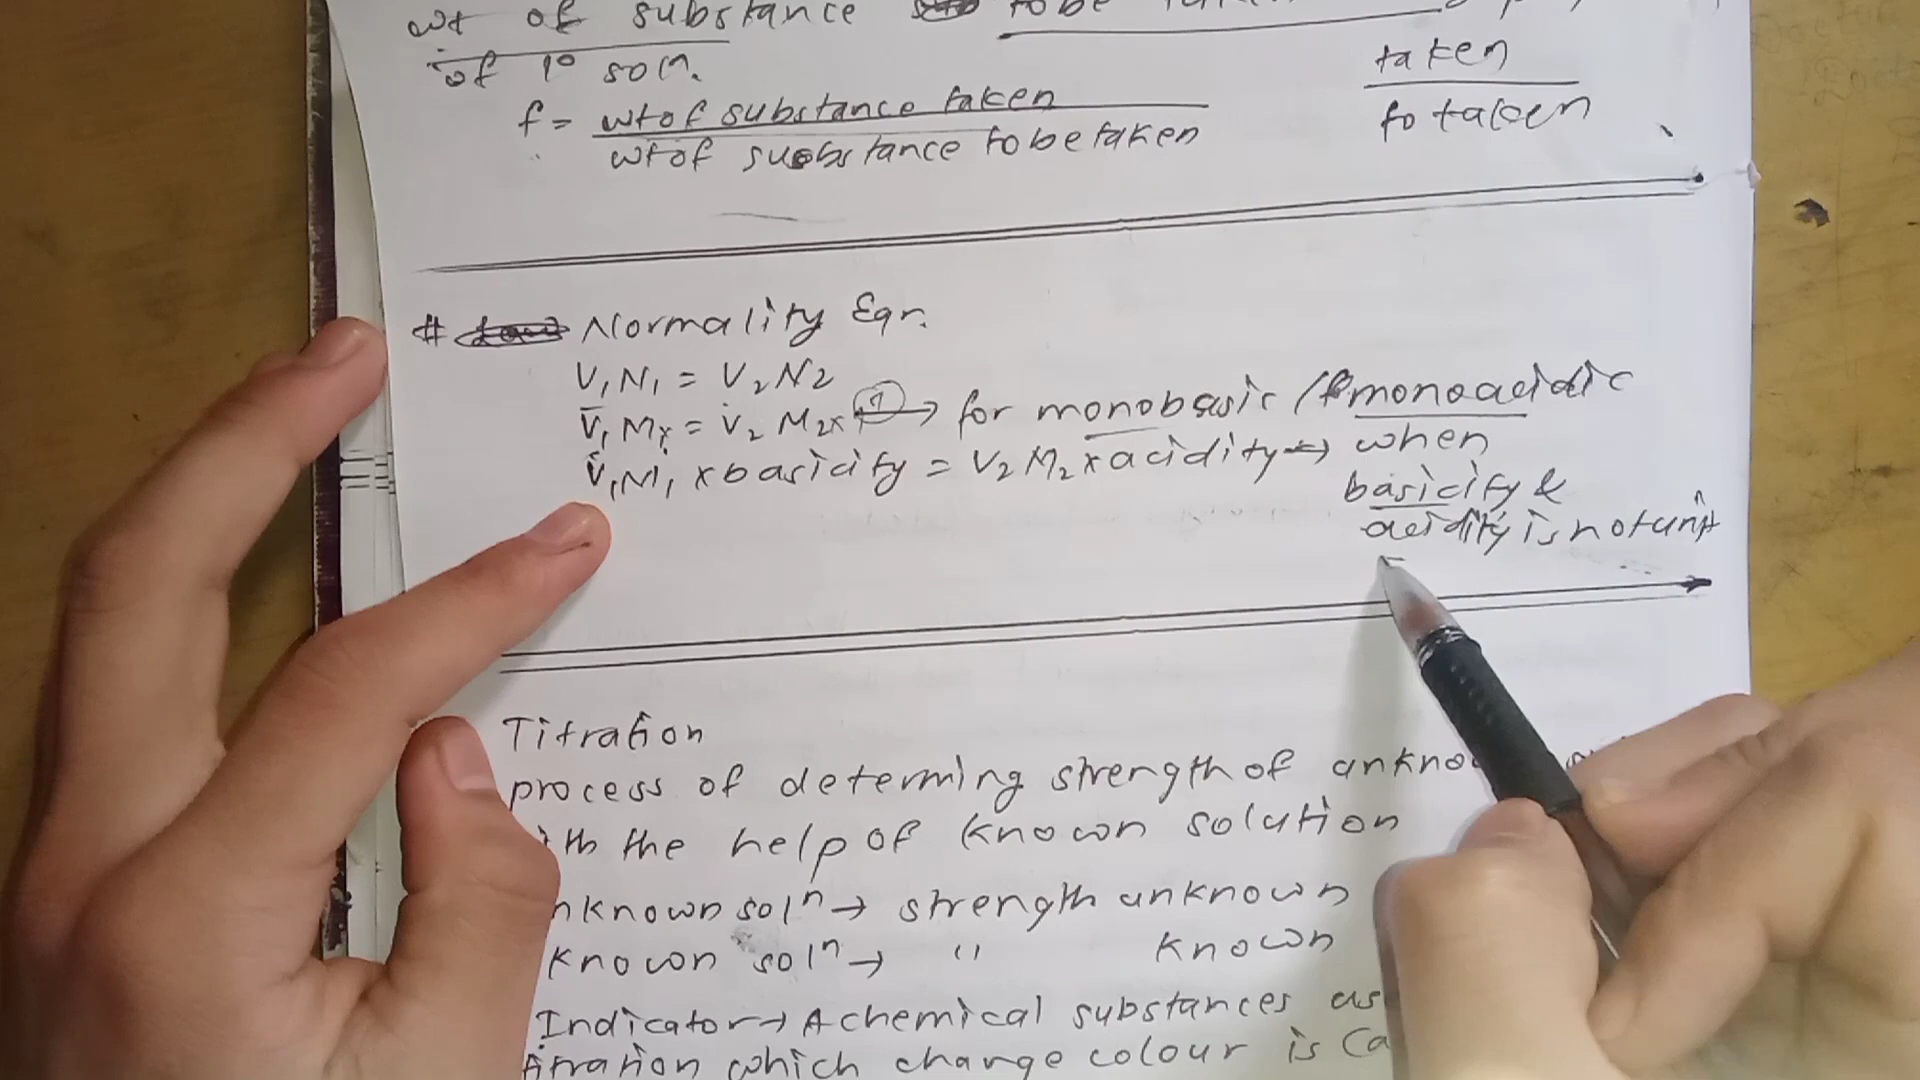 wt of substance to be taken
of 1° soln.
taken
to taken
f = wt of substance taken
wt of substance to be taken
# Normality Eqn.
V₁N₁ = V₂N₂
V₁M₁ = V₂M₂ → for monobasic / monoacidic
V₁M₁ x basicity = V₂M₂ x acidity → when
basicity &
acidity is not unit
Titration
process of determing strength of
the help of known solution
soln → strength unknown
known soln → " known
Indicator → A chemical substances
which change colour is